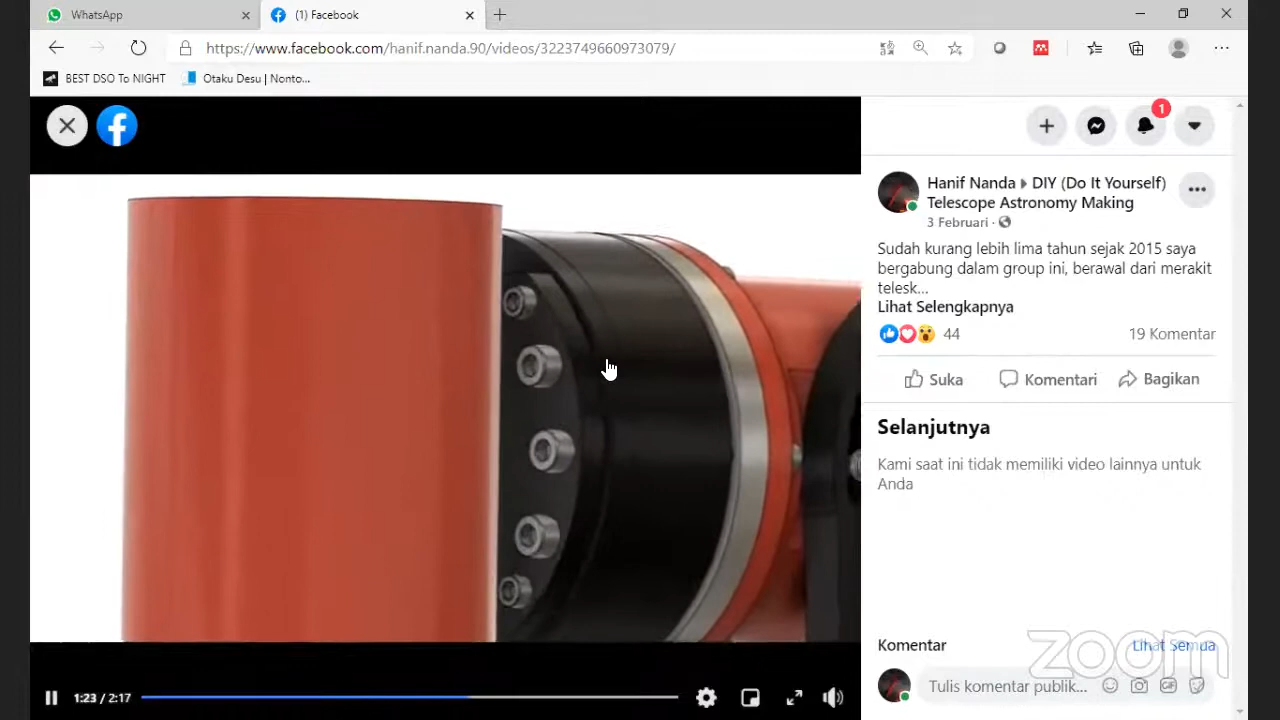 WhatsApp
(1) Facebook
https://www.facebook.com/hanif.nanda.90/videos/3223749660973079/
BEST DSO To NIGHT
Otaku Desu | Nonto...
1
Hanif Nanda ▸ DIY (Do It Yourself)
Telescope Astronomy Making
3 Februari ·
Sudah kurang lebih lima tahun sejak 2015 saya
bergabung dalam group ini, berawal dari merakit
telesk...
Lihat Selengkapnya
44
19 Komentar
Suka
Komentari
Bagikan
Selanjutnya
Kami saat ini tidak memiliki video lainnya untuk
Anda
Komentar
Lihat Semua
zoom
Tulis komentar publik...
GIF
1:23 / 2:17